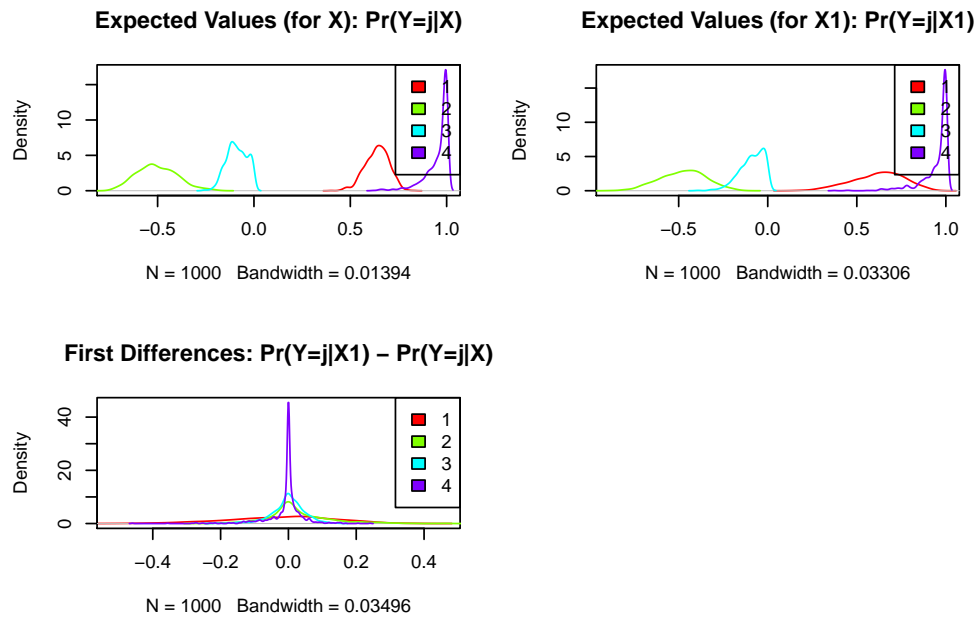 Expected Values (for X): Pr(Y=j|X)
Density
0 5 10
1
2
3
4
−0.5 0.0 0.5 1.0
N = 1000 Bandwidth = 0.01394
Expected Values (for X1): Pr(Y=j|X1)
Density
0 5 10
1
2
3
4
−0.5 0.0 0.5 1.0
N = 1000 Bandwidth = 0.03306
First Differences: Pr(Y=j|X1) − Pr(Y=j|X)
Density
0 20 40
1
2
3
4
−0.4 −0.2 0.0 0.2 0.4
N = 1000 Bandwidth = 0.03496